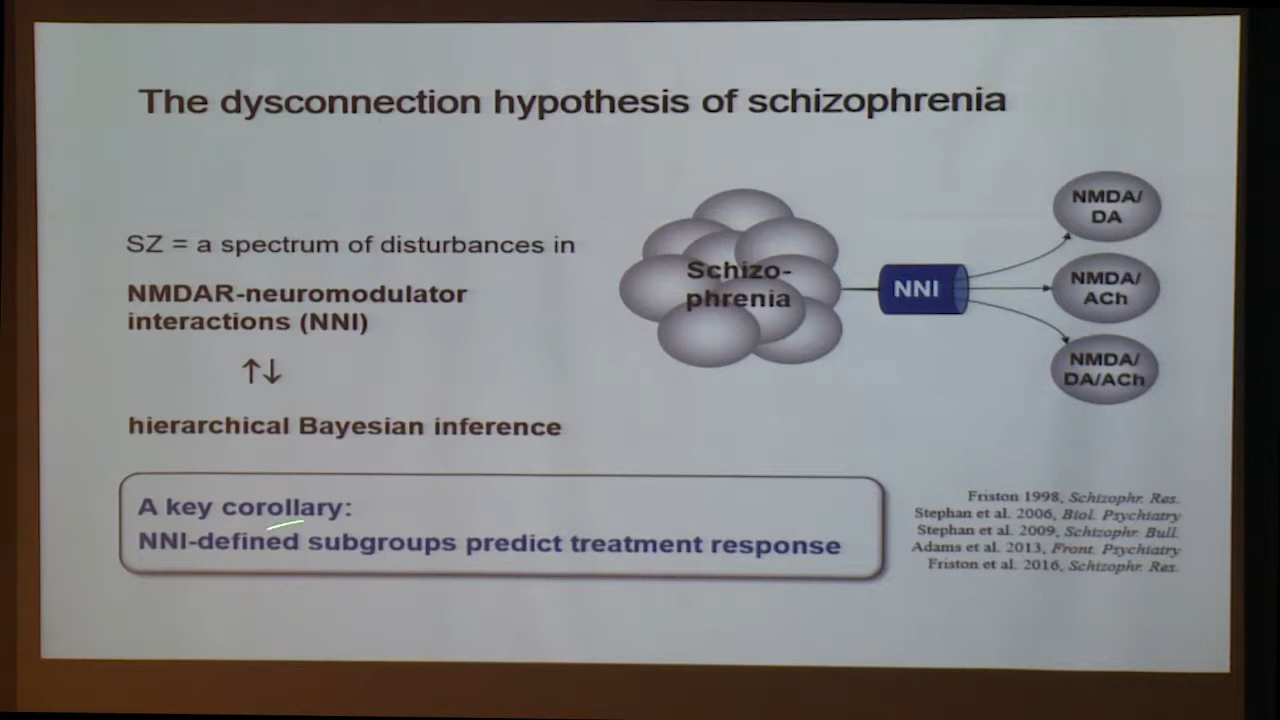 The dysconnection hypothesis of schizophrenia
SZ = a spectrum of disturbances in
NMDAR-neuromodulator
interactions (NNI)
↑↓
hierarchical Bayesian inference
Schizo-
phrenia
NNI
NMDA/
DA
NMDA/
ACh
NMDA/
DA/ACh
A key corollary:
NNI-defined subgroups predict treatment response
Friston 1998, Schizophr. Res.
Stephan et al. 2006, Biol. Psychiatry
Stephan et al. 2009, Schizophr. Bull.
Adams et al. 2013, Front. Psychiatry
Friston et al. 2016, Schizophr. Res.